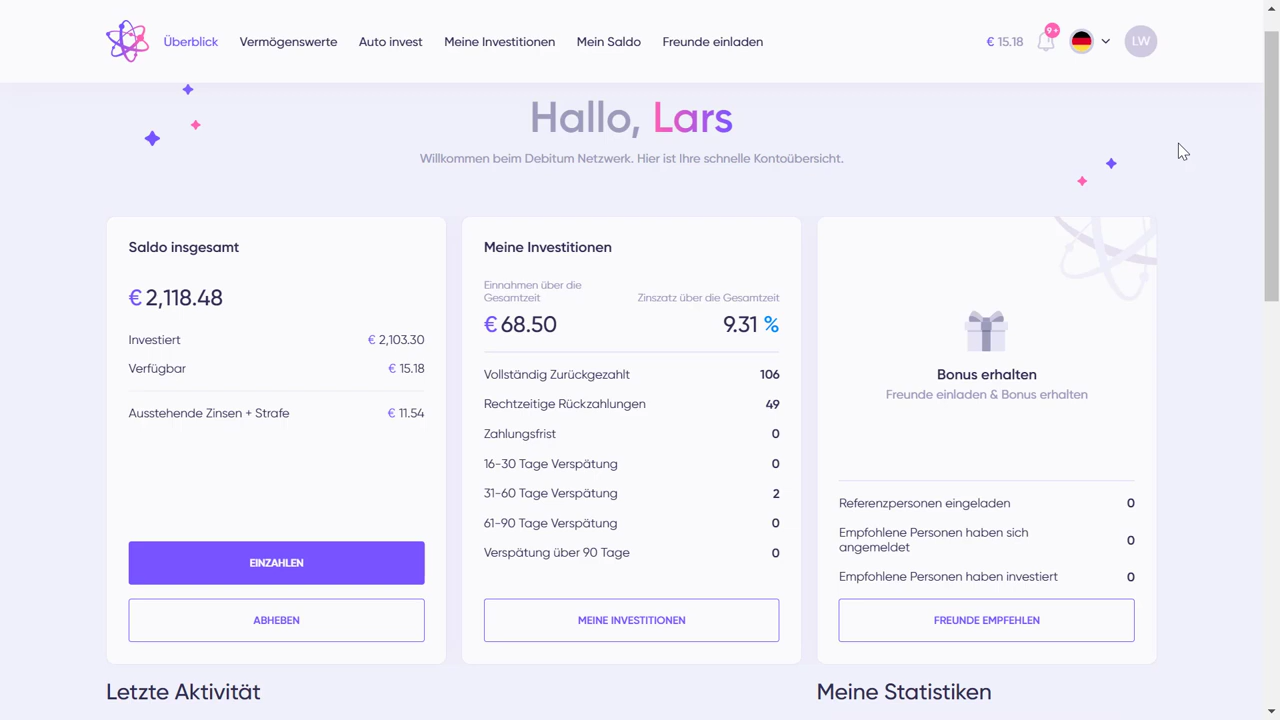 Überblick Vermögenswerte Auto invest Meine Investitionen Mein Saldo Freunde einladen € 15.18 9+ LW
Hallo, Lars
Willkommen beim Debitum Netzwerk. Hier ist Ihre schnelle Kontoübersicht.
Saldo insgesamt
€ 2,118.48
Investiert € 2,103.30
Verfügbar € 15.18
Ausstehende Zinsen + Strafe € 11.54
EINZAHLEN
ABHEBEN
Meine Investitionen
Einnahmen über die
Gesamtzeit
Zinszatz über die Gesamtzeit
€ 68.50 9.31 %
Vollständig Zurückgezahlt 106
Rechtzeitige Rückzahlungen 49
Zahlungsfrist 0
16-30 Tage Verspätung 0
31-60 Tage Verspätung 2
61-90 Tage Verspätung 0
Verspätung über 90 Tage 0
MEINE INVESTITIONEN
Bonus erhalten
Freunde einladen & Bonus erhalten
Referenzpersonen eingeladen 0
Empfohlene Personen haben sich
angemeldet 0
Empfohlene Personen haben investiert 0
FREUNDE EMPFEHLEN
Letzte Aktivität
Meine Statistiken